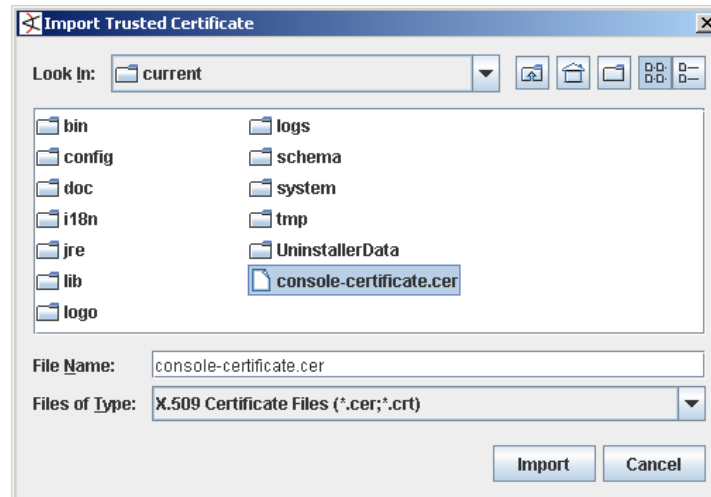 Import Trusted Certificate
Look In: current
bin
config
doc
i18n
jre
lib
logo
logs
schema
system
tmp
UninstallerData
console-certificate.cer
File Name: console-certificate.cer
Files of Type: X.509 Certificate Files (*.cer;*.crt)
Import Cancel